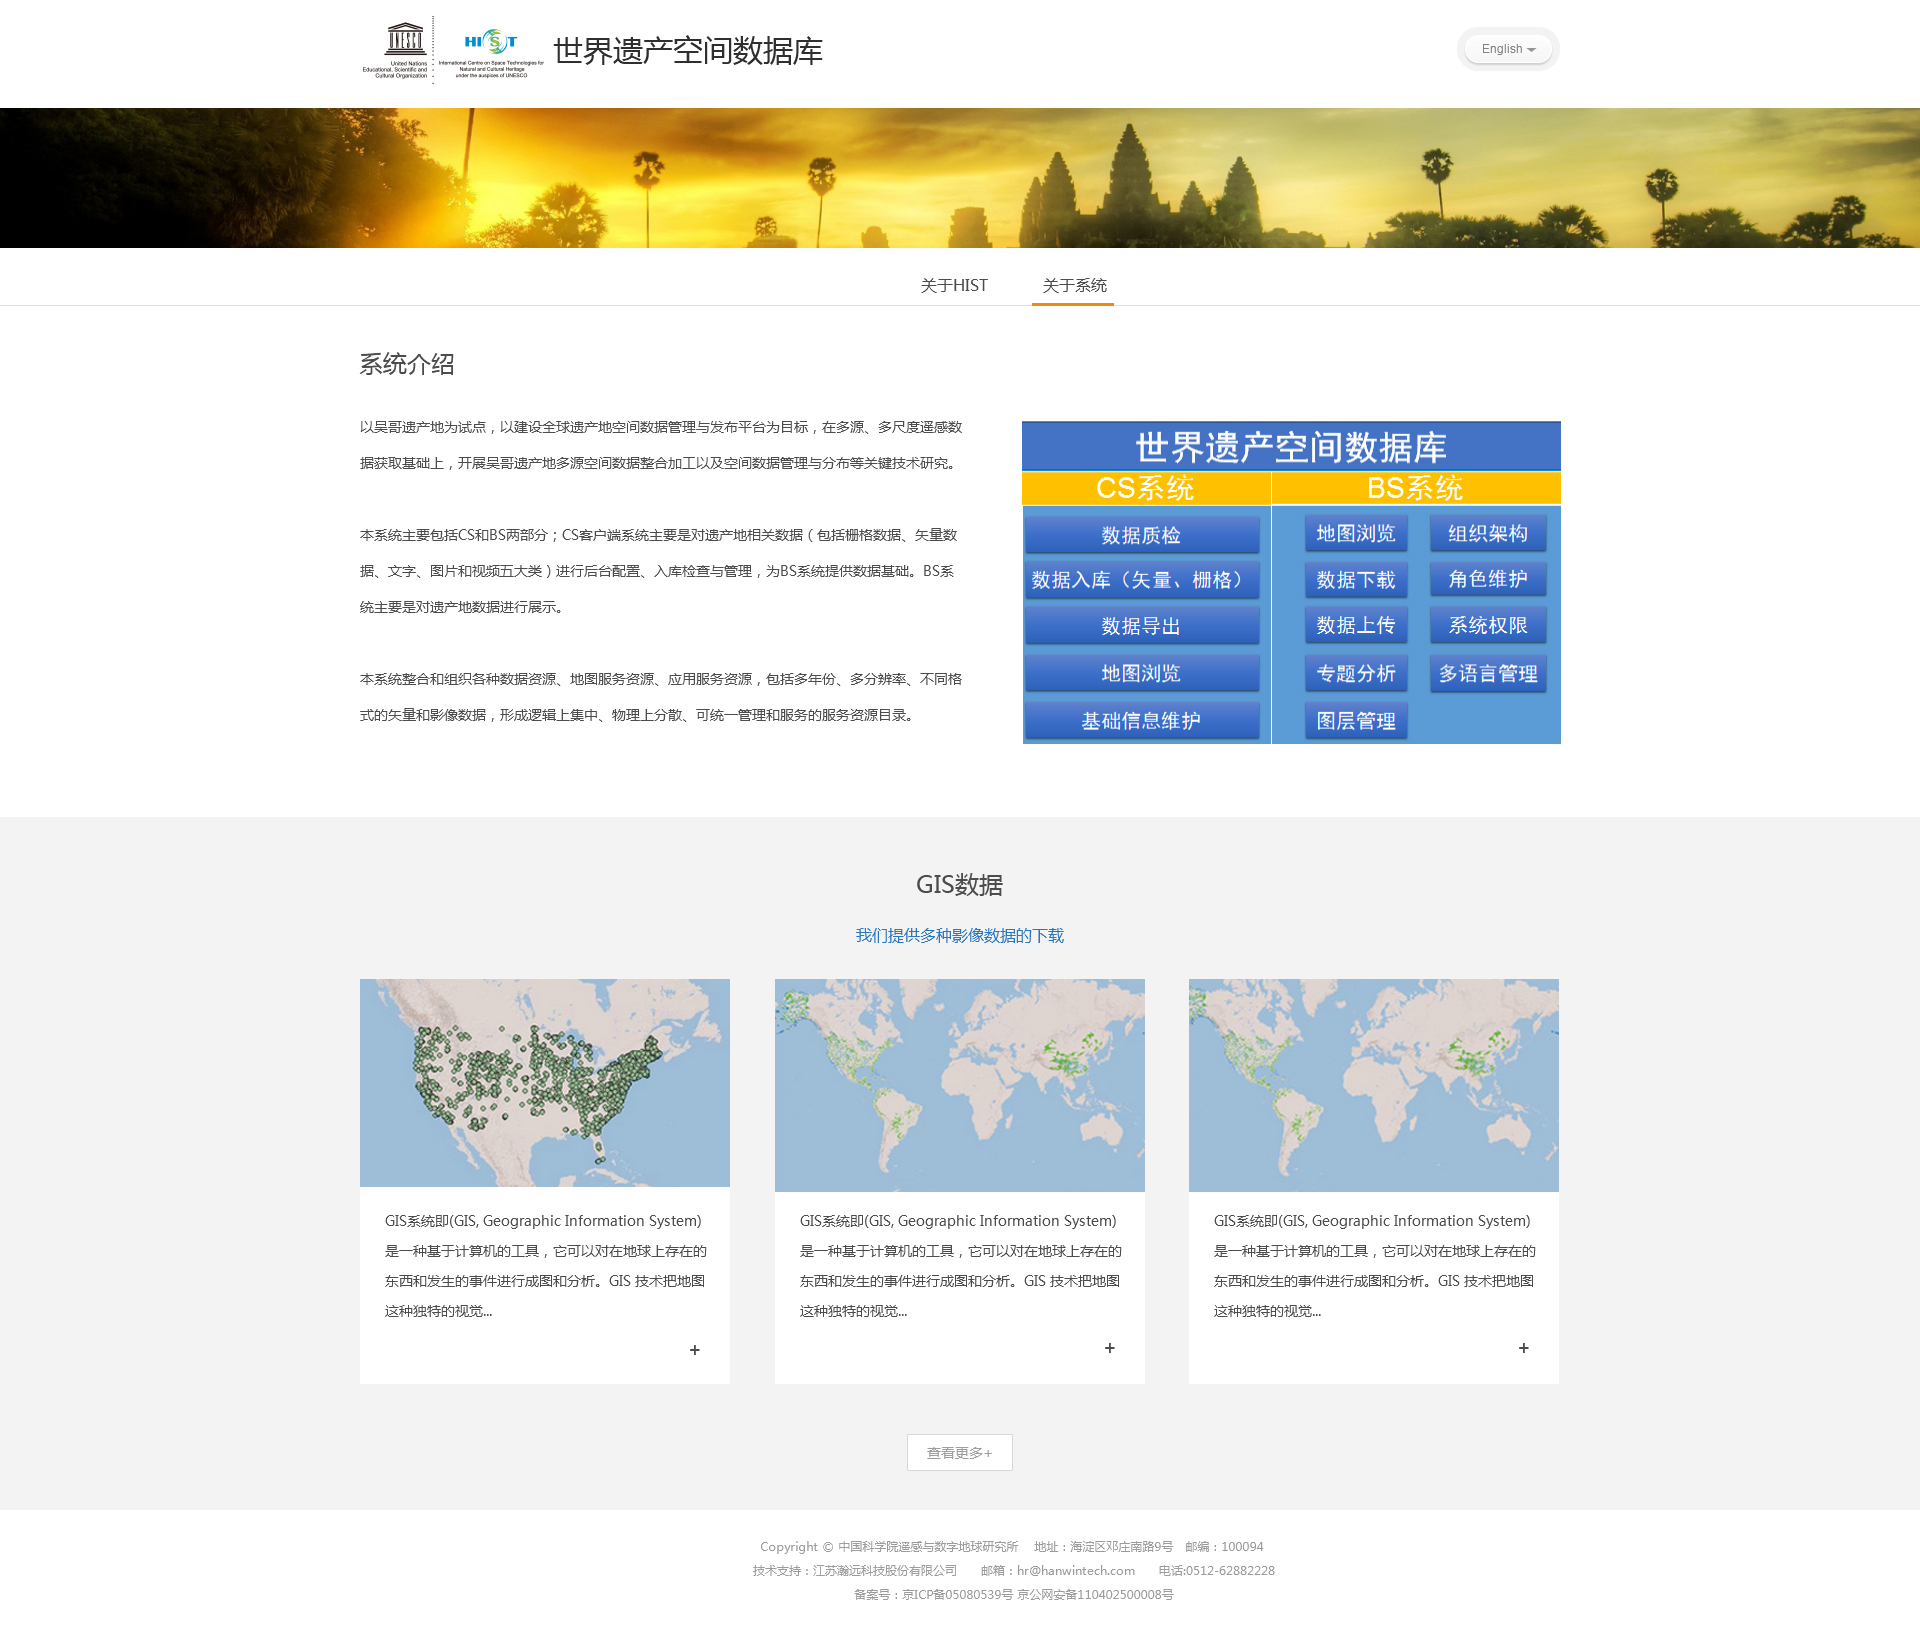 UNESCO
United Nations
Educational, Scientific and
Cultural Organization
HIST
International Centre on Space Technologies for
Natural and Cultural Heritage
under the auspices of UNESCO
世界遗产空间数据库
English
关于HIST
关于系统
系统介绍
以吴哥遗产地为试点，以建设全球遗产地空间数据管理与发布平台为目标，在多源、多尺度遥感数
据获取基础上，开展吴哥遗产地多源空间数据整合加工以及空间数据管理与分布等关键技术研究。
本系统主要包括CS和BS两部分；CS客户端系统主要是对遗产地相关数据（包括栅格数据、矢量数
据、文字、图片和视频五大类）进行后台配置、入库检查与管理，为BS系统提供数据基础。BS系
统主要是对遗产地数据进行展示。
本系统整合和组织各种数据资源、地图服务资源、应用服务资源，包括多年份、多分辨率、不同格
式的矢量和影像数据，形成逻辑上集中、物理上分散、可统一管理和服务的服务资源目录。
世界遗产空间数据库
CS系统
BS系统
数据质检
数据入库（矢量、栅格）
数据导出
地图浏览
基础信息维护
地图浏览
组织架构
数据下载
角色维护
数据上传
系统权限
专题分析
多语言管理
图层管理
GIS数据
我们提供多种影像数据的下载
GIS系统即(GIS, Geographic Information System)
是一种基于计算机的工具，它可以对在地球上存在的
东西和发生的事件进行成图和分析。GIS 技术把地图
这种独特的视觉...
+
GIS系统即(GIS, Geographic Information System)
是一种基于计算机的工具，它可以对在地球上存在的
东西和发生的事件进行成图和分析。GIS 技术把地图
这种独特的视觉...
+
GIS系统即(GIS, Geographic Information System)
是一种基于计算机的工具，它可以对在地球上存在的
东西和发生的事件进行成图和分析。GIS 技术把地图
这种独特的视觉...
+
查看更多+
Copyright © 中国科学院遥感与数字地球研究所 地址：海淀区邓庄南路9号 邮编：100094
技术支持：江苏瀚远科技股份有限公司 邮箱：hr@hanwintech.com 电话:0512-62882228
备案号：京ICP备05080539号 京公网安备110402500008号